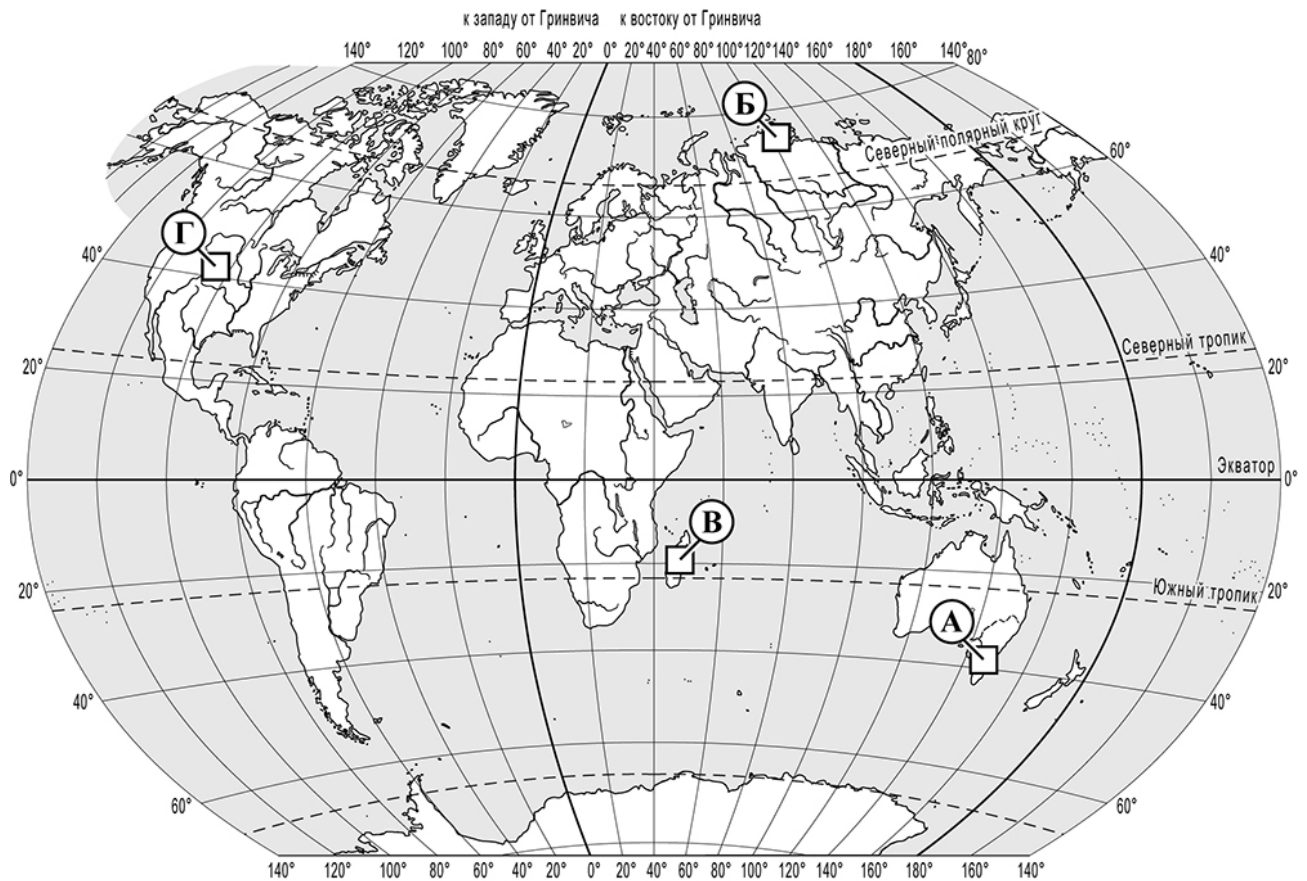 к западу от Гринвича к востоку от Гринвича
140° 120° 100° 80° 60° 40° 20° 0° 20° 40° 60° 80° 100° 120° 140° 160° 180° 160° 140° 80°
Б
Северный полярный круг
60°
Г
40° 40°
Северный тропик
20° 20°
Экватор
0° 0°
В
20° Южный тропик 20°
А
40° 40°
60° 60°
140° 120° 100° 80° 60° 40° 20° 0° 20° 40° 60° 80° 100° 120° 140° 160° 180° 160° 140°